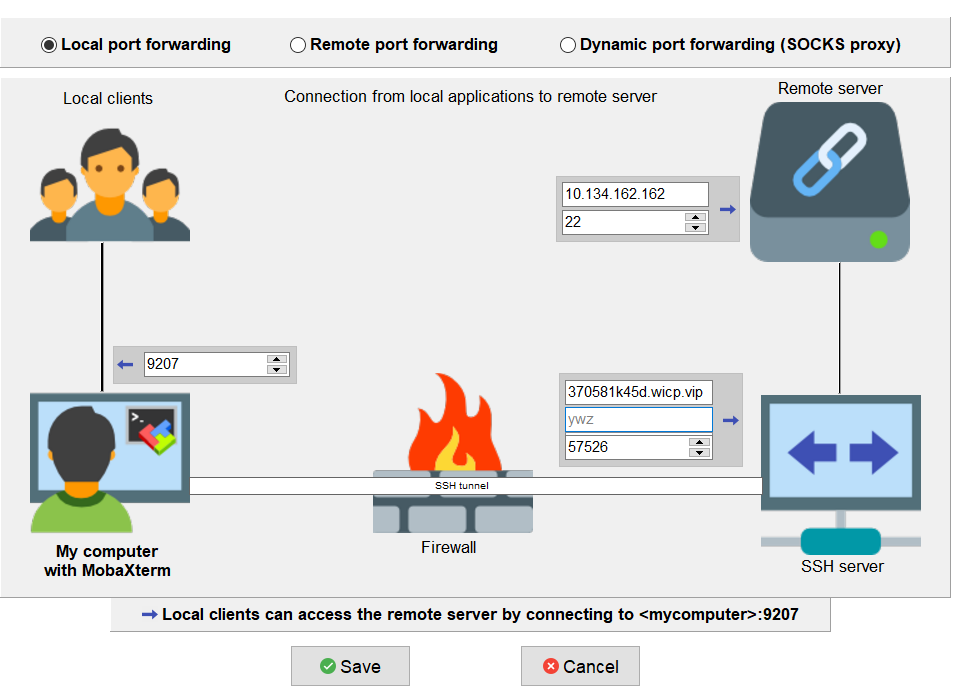 Local port forwarding
Remote port forwarding
Dynamic port forwarding (SOCKS proxy)
Local clients
Connection from local applications to remote server
Remote server
10.134.162.162
22
9207
370581k45d.wicp.vip
ywz
57526
>_
SSH tunnel
Firewall
My computer
with MobaXterm
SSH server
Local clients can access the remote server by connecting to <mycomputer>:9207
Save
Cancel